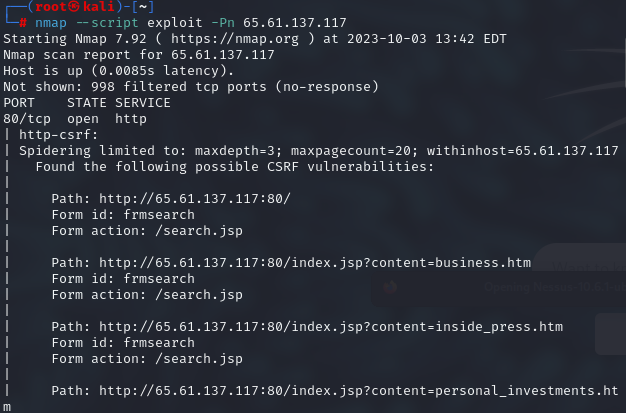 ┌──(root㉿kali)-[~]
└─# nmap --script exploit -Pn 65.61.137.117
Starting Nmap 7.92 ( https://nmap.org ) at 2023-10-03 13:42 EDT
Nmap scan report for 65.61.137.117
Host is up (0.0085s latency).
Not shown: 998 filtered tcp ports (no-response)
PORT    STATE SERVICE
80/tcp  open  http
| http-csrf:
| Spidering limited to: maxdepth=3; maxpagecount=20; withinhost=65.61.137.117
|   Found the following possible CSRF vulnerabilities:
|
|     Path: http://65.61.137.117:80/
|     Form id: frmsearch
|     Form action: /search.jsp
|
|     Path: http://65.61.137.117:80/index.jsp?content=business.htm
|     Form id: frmsearch
|     Form action: /search.jsp
|
|     Path: http://65.61.137.117:80/index.jsp?content=inside_press.htm
|     Form id: frmsearch
|     Form action: /search.jsp
|
|     Path: http://65.61.137.117:80/index.jsp?content=personal_investments.ht
m